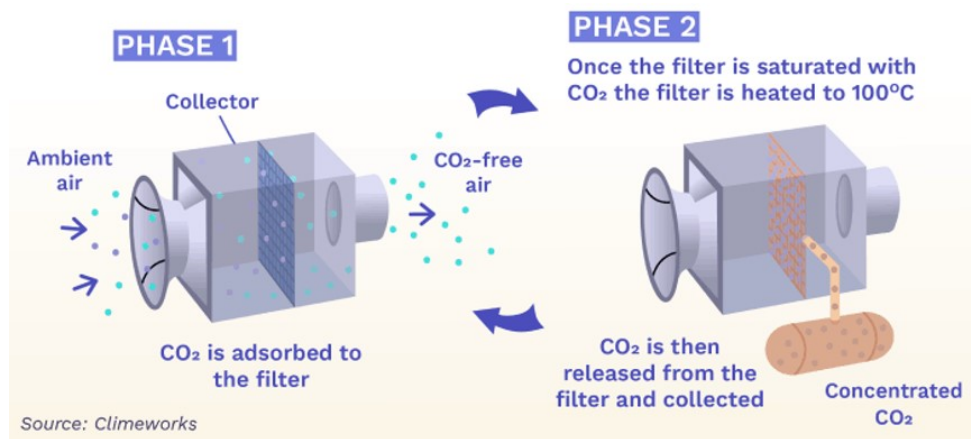 PHASE 1
Collector
Ambient
air
CO₂-free
air
CO₂ is adsorbed to
the filter
Source: Climeworks
PHASE 2
Once the filter is saturated with
CO₂ the filter is heated to 100°C
CO₂ is then
released from the
filter and collected
Concentrated
CO₂